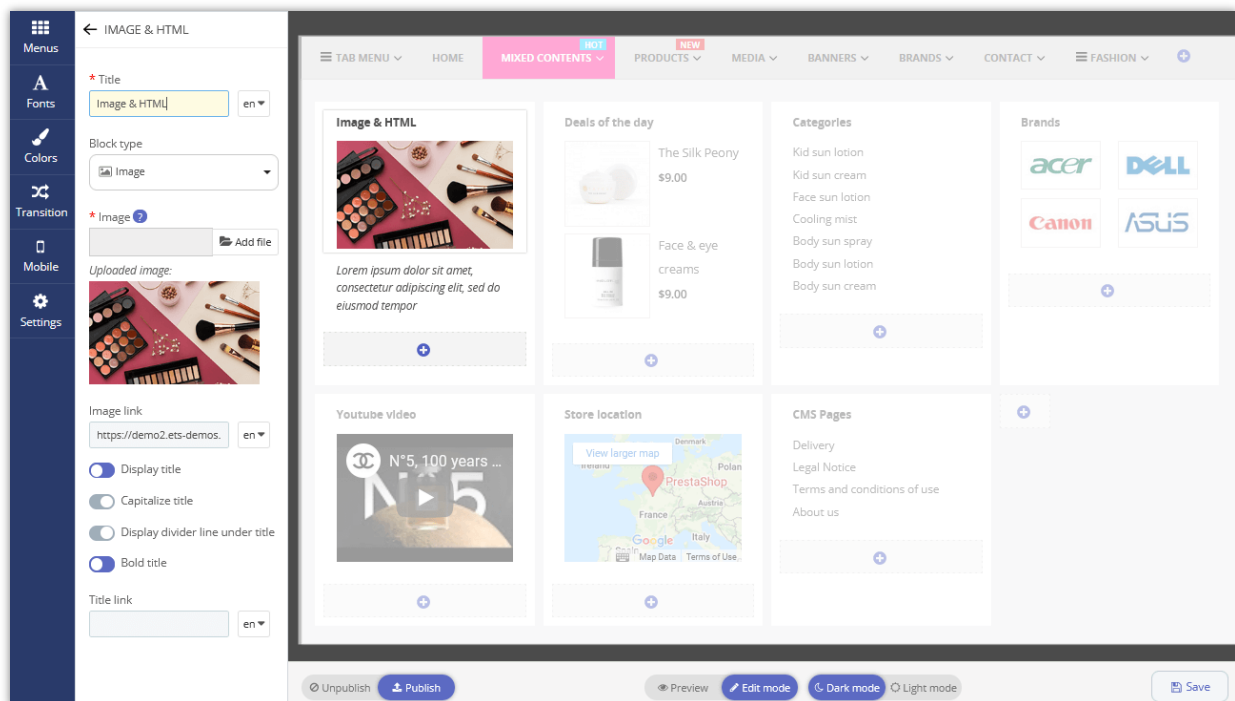 Menus
Fonts
Colors
Transition
Mobile
Settings
IMAGE & HTML
* Title
Image & HTML
en
Block type
Image
* Image ?
Add file
Uploaded image:
Image link
https://demo2.ets-demos.
en
Display title
Capitalize title
Display divider line under title
Bold title
Title link
en
HOT
NEW
TAB MENU HOME MIXED CONTENTS PRODUCTS MEDIA BANNERS BRANDS CONTACT FASHION
Image & HTML
Lorem ipsum dolor sit amet,
consectetur adipiscing elit, sed do
eiusmod tempor
Deals of the day
The Silk Peony
$9.00
Face & eye
creams
$9.00
Categories
Kid sun lotion
Kid sun cream
Face sun lotion
Cooling mist
Body sun spray
Body sun lotion
Body sun cream
Brands
acer
DELL
Canon
ASUS
Youtube video
N°5, 100 years ...
N°5
Store location
View larger map
Denmark
Ireland
Polan
PrestaShop
Austria
France
Italy
Google
Spain
Map Data
Terms of Use
CMS Pages
Delivery
Legal Notice
Terms and conditions of use
About us
Unpublish
Publish
Preview
Edit mode
Dark mode
Light mode
Save